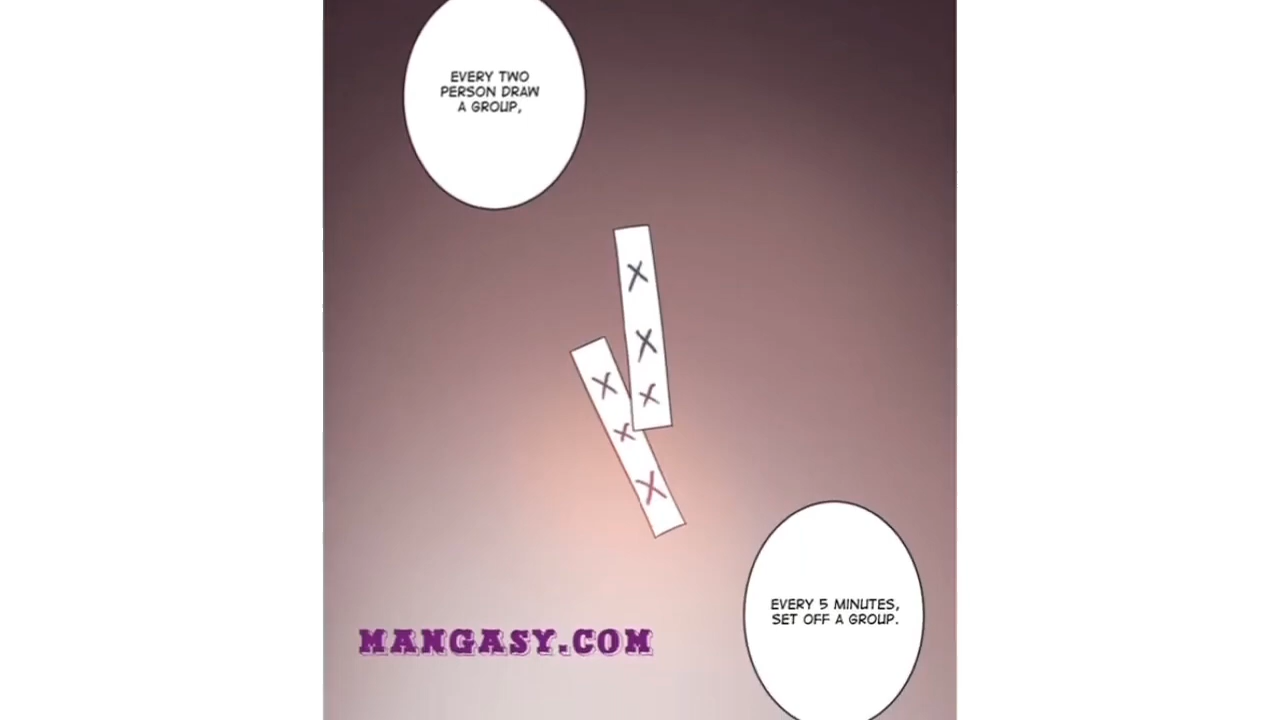 EVERY TWO
PERSON DRAW
A GROUP,
X
X
X
X
X
X
EVERY 5 MINUTES,
SET OFF A GROUP.
MANGASY.COM